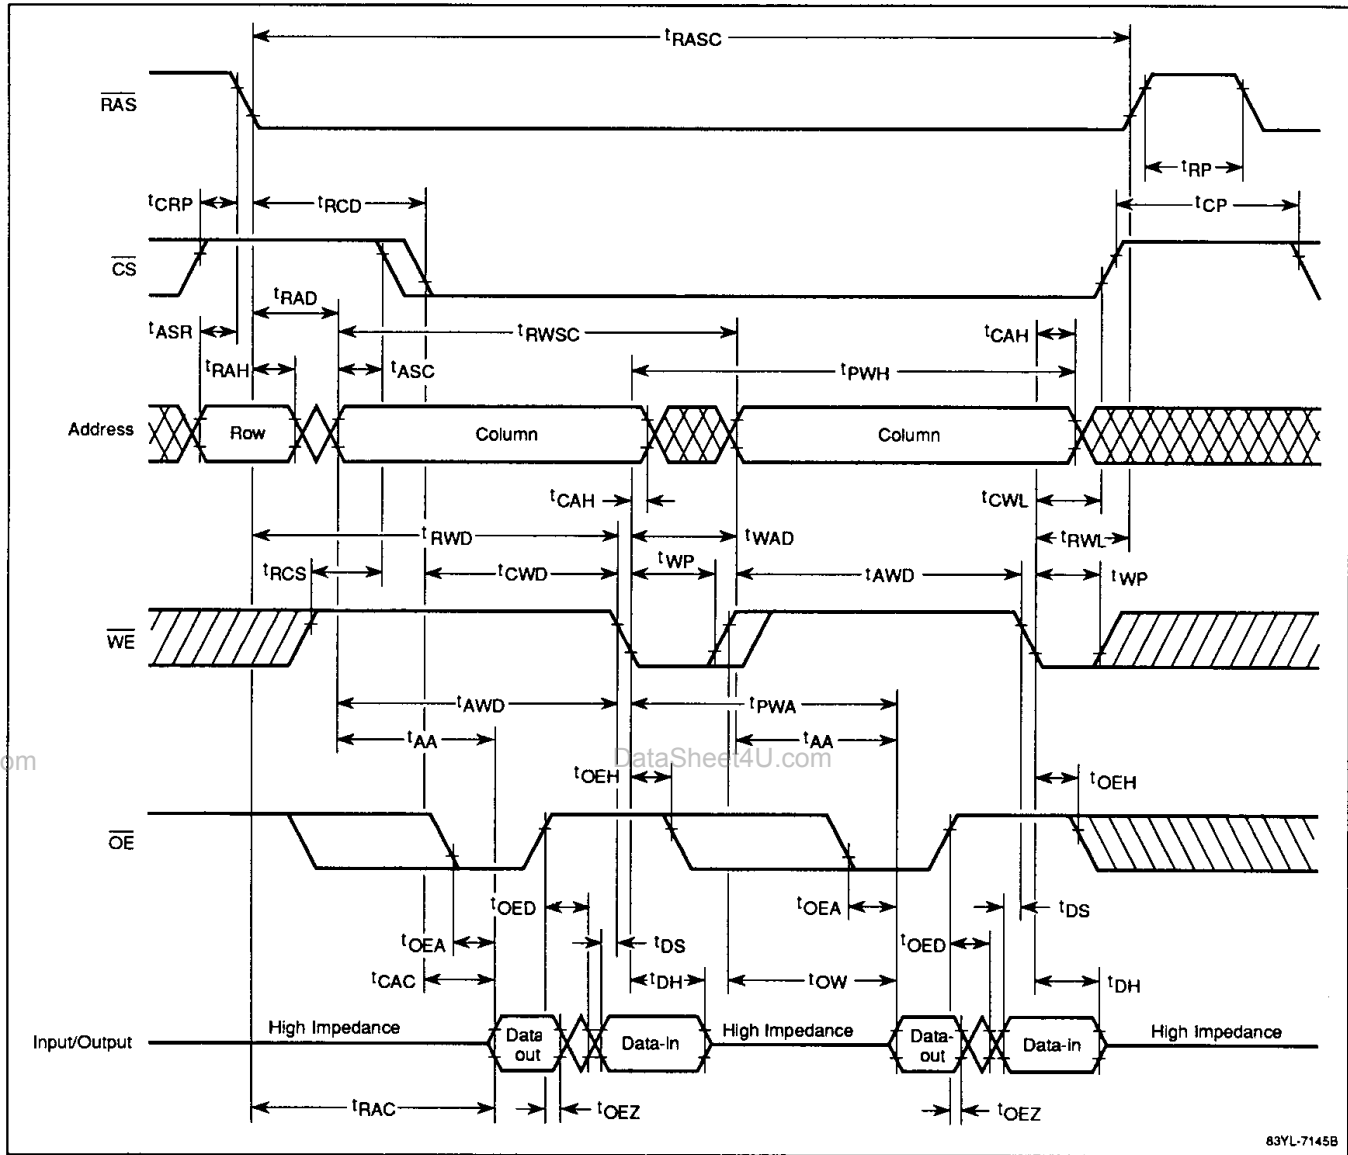 tRASC
RAS
tRP
tCRP
tRCD
tCP
CS
tRAD
tASR
tRWSC
tCAH
tRAH
tASC
tPWH
Address
Row
Column
Column
tCAH
tCWL
tRWD
tWAD
tRWL
tRCS
tCWD
tWP
tAWD
tWP
WE
tAWD
tPWA
tAA
tAA
om
DataSheet4U.com
tOEH
tOEH
OE
tOED
tOEA
tDS
tOEA
tDS
tOED
tCAC
tDH
tOW
tDH
Input/Output
High Impedance
Data out
Data-In
High Impedance
Data-out
Data-in
High Impedance
tRAC
tOEZ
tOEZ
83YL-7145B